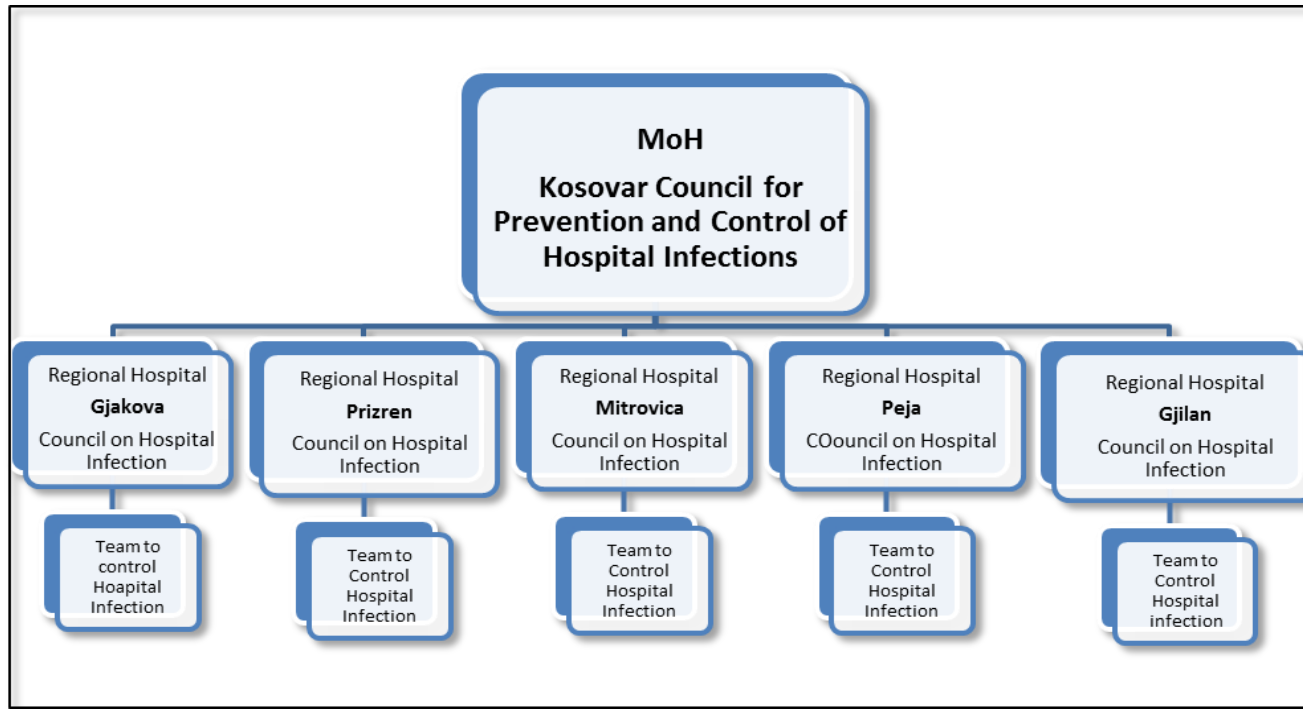 MoH
Kosovar Council for
Prevention and Control of
Hospital Infections
Regional Hospital
Gjakova
Council on Hospital
Infection
Regional Hospital
Prizren
Council on Hospital
Infection
Regional Hospital
Mitrovica
Council on Hospital
Infection
Regional Hospital
Peja
COouncil on Hospital
Infection
Regional Hospital
Gjilan
Council on Hospital
Infection
Team to
control
Hoapital
Infection
Team to
Control
Hospital
Infection
Team to
Control
Hospital
Infection
Team to
Control
Hospital
Infection
Team to
Control
Hospital
infection